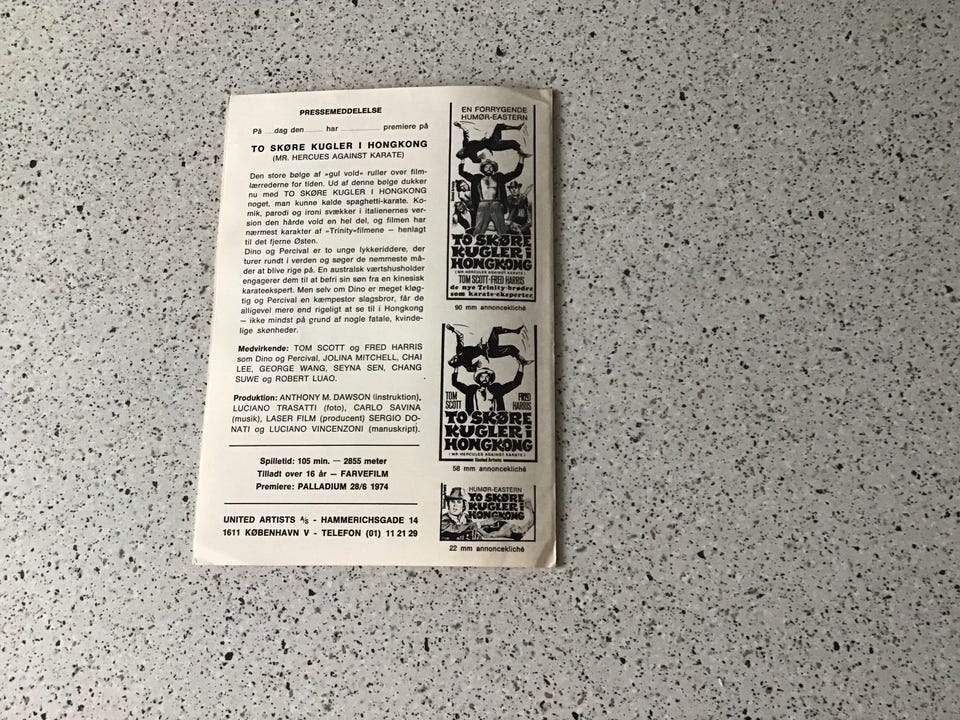 PRESSEMEDDELELSE
På ....dag den ........ har .................. premiere på
TO SKØRE KUGLER I HONGKONG
(MR. HERCUES AGAINST KARATE)
Den store bølge af »gul vold« ruller over film-
lærrederne for tiden. Ud af denne bølge dukker
nu med TO SKØRE KUGLER I HONGKONG
noget, man kunne kalde spaghetti-karate. Ko-
mik, parodi og ironi svækker i italienernes ver-
sion den hårde vold en hel del, og filmen har
nærmest karakter af »Trinity«filmene — henlagt
til det fjerne Østen.
Dino og Percival er to unge lykkeriddere, der
turer rundt i verden og søger de nemmeste må-
der at blive rige på. En australsk værtshusholder
engagerer dem til at befri sin søn fra en kinesisk
karateekspert. Men selv om Dino er meget kløg-
tig og Percival en kæmpestor slagsbror, får de
alligevel mere end rigeligt at se til i Hongkong
— ikke mindst på grund af nogle fatale, kvinde-
lige skønheder.
Medvirkende: TOM SCOTT og FRED HARRIS
som Dino og Percival, JOLINA MITCHELL, CHAI
LEE, GEORGE WANG, SEYNA SEN, CHANG
SUWE og ROBERT LUAO.
Produktion: ANTHONY M. DAWSON (instruktion),
LUCIANO TRASATTI (foto), CARLO SAVINA
(musik), LASER FILM (producent) SERGIO DO-
NATI og LUCIANO VINCENZONI (manuskript).
Spilletid: 105 min. — 2855 meter
Tilladt over 16 år — FARVEFILM
Premiere: PALLADIUM 28/6 1974
UNITED ARTISTS A/S - HAMMERICHSGADE 14
1611 KØBENHAVN V - TELEFON (01) 11 21 29
EN FORRYGENDE
HUMØR-EASTERN
TO SKØRE
KUGLER i
HONGKONG
(MR HERCULES AGAINST KARATE)
TOM SCOTT · FRED HARRIS
de nye Trinity-brødre
som karate-eksperter
90 mm annoncekliché
TOM
SCOTT
FRED
HARRIS
TO SKØRE
KUGLER i
HONGKONG
(MR HERCULES AGAINST KARATE)
United Artists
58 mm annoncekliché
HUMØR-EASTERN
TO SKØRE
KUGLER i
HONGKONG
22 mm annoncekliché